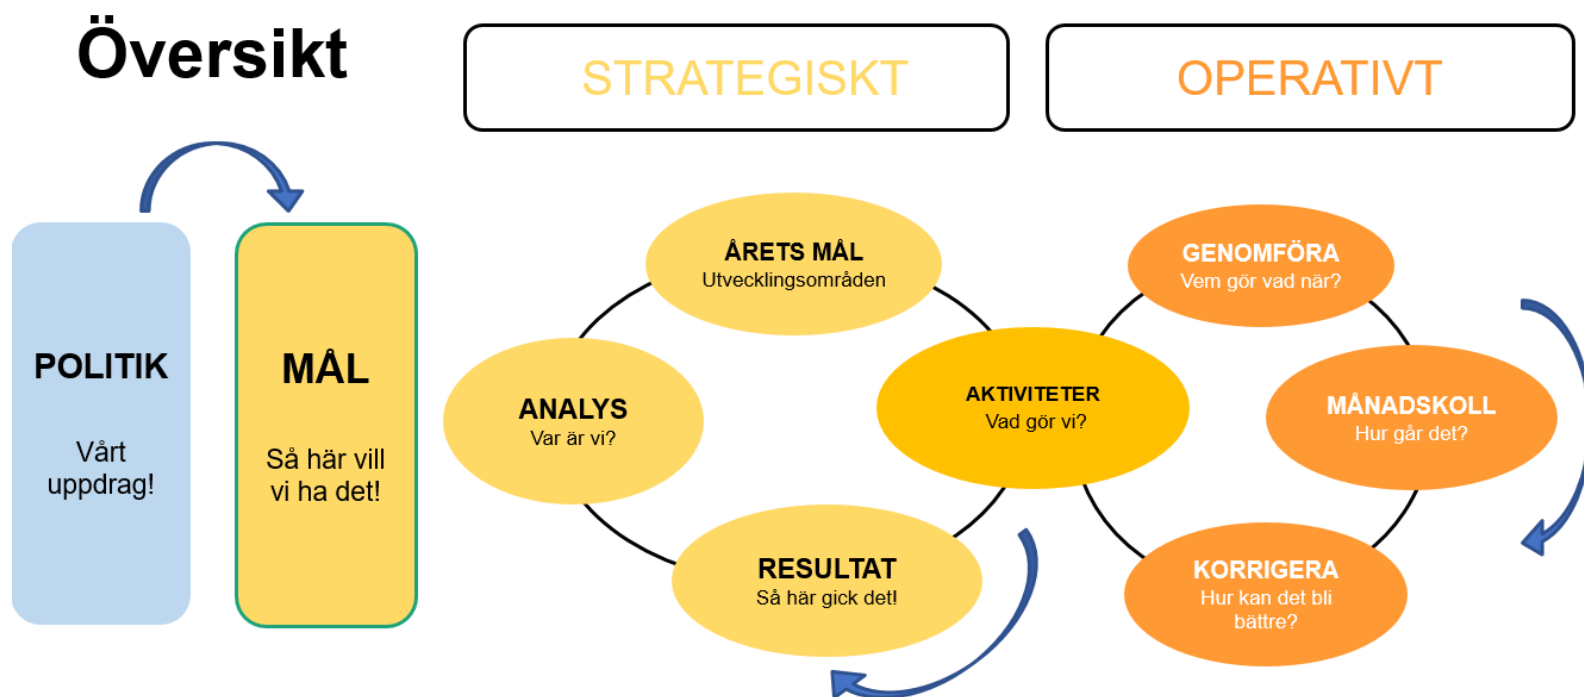 Översikt
STRATEGISKT
OPERATIVT
POLITIK
Vårt
uppdrag!
MÅL
Så här vill
vi ha det!
ÅRETS MÅL
Utvecklingsområden
ANALYS
Var är vi?
AKTIVITETER
Vad gör vi?
RESULTAT
Så här gick det!
GENOMFÖRA
Vem gör vad när?
MÅNADSKOLL
Hur går det?
KORRIGERA
Hur kan det bli
bättre?